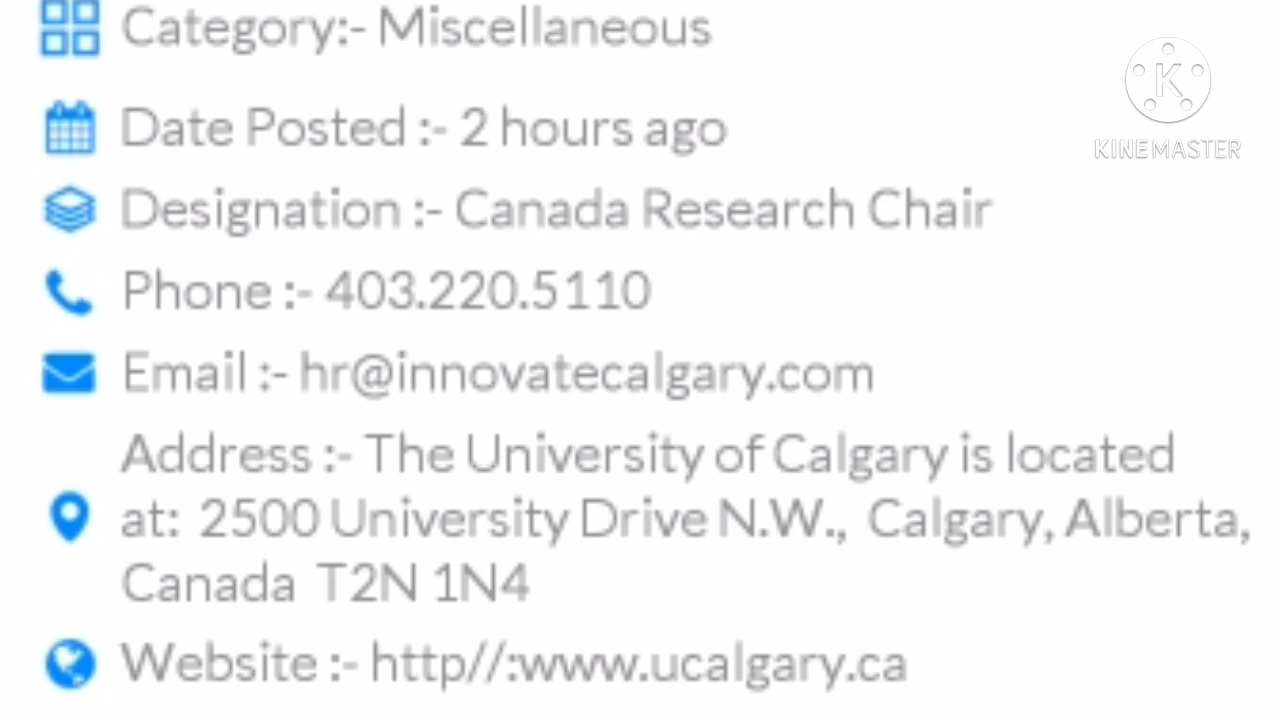 Category:- Miscellaneous
K
KINEMASTER
Date Posted :- 2 hours ago
Designation :- Canada Research Chair
Phone :- 403.220.5110
Email :- hr@innovatecalgary.com
Address :- The University of Calgary is located
at: 2500 University Drive N.W., Calgary, Alberta,
Canada T2N 1N4
Website :- http//:www.ucalgary.ca